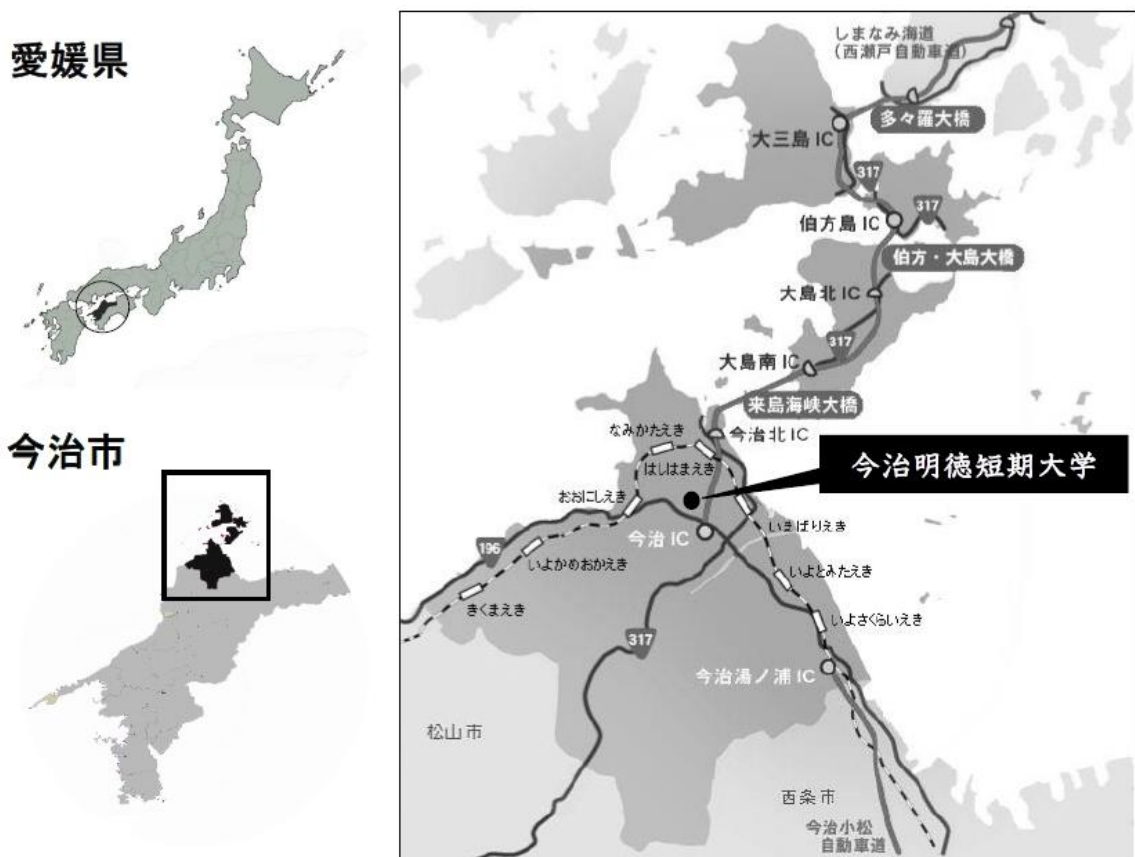 愛媛県
今治市
しまなみ海道
(西瀬戸自動車道)
多々羅大橋
大三島 IC
317
317
伯方島 IC
伯方・大島大橋
大島北 IC
317
大島南 IC
来島海峡大橋
なみかたえき
今治北 IC
はしはまえき
今治明徳短期大学
おおにしえき
いまばりえき
今治 IC
196
いよかめおかえき
いよとみたえき
きくまえき
いよさくらいえき
317
今治湯ノ浦 IC
松山市
西条市
今治小松
自動車道